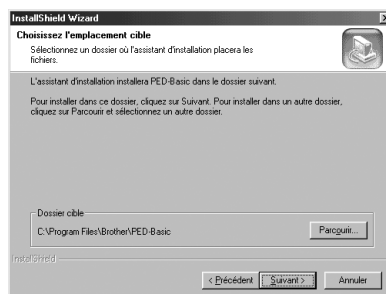 InstallShield Wizard
Choisissez l'emplacement cible
Sélectionnez un dossier où l'assistant d'installation placera les
fichiers.
L'assistant d'installation installera PED-Basic dans le dossier suivant.
Pour installer dans ce dossier, cliquez sur Suivant. Pour installer dans un autre dossier,
cliquez sur Parcourir et sélectionnez un autre dossier.
Dossier cible
C:\Program Files\Brother\PED-Basic
Parcourir...
InstallShield
< Précédent
Suivant >
Annuler